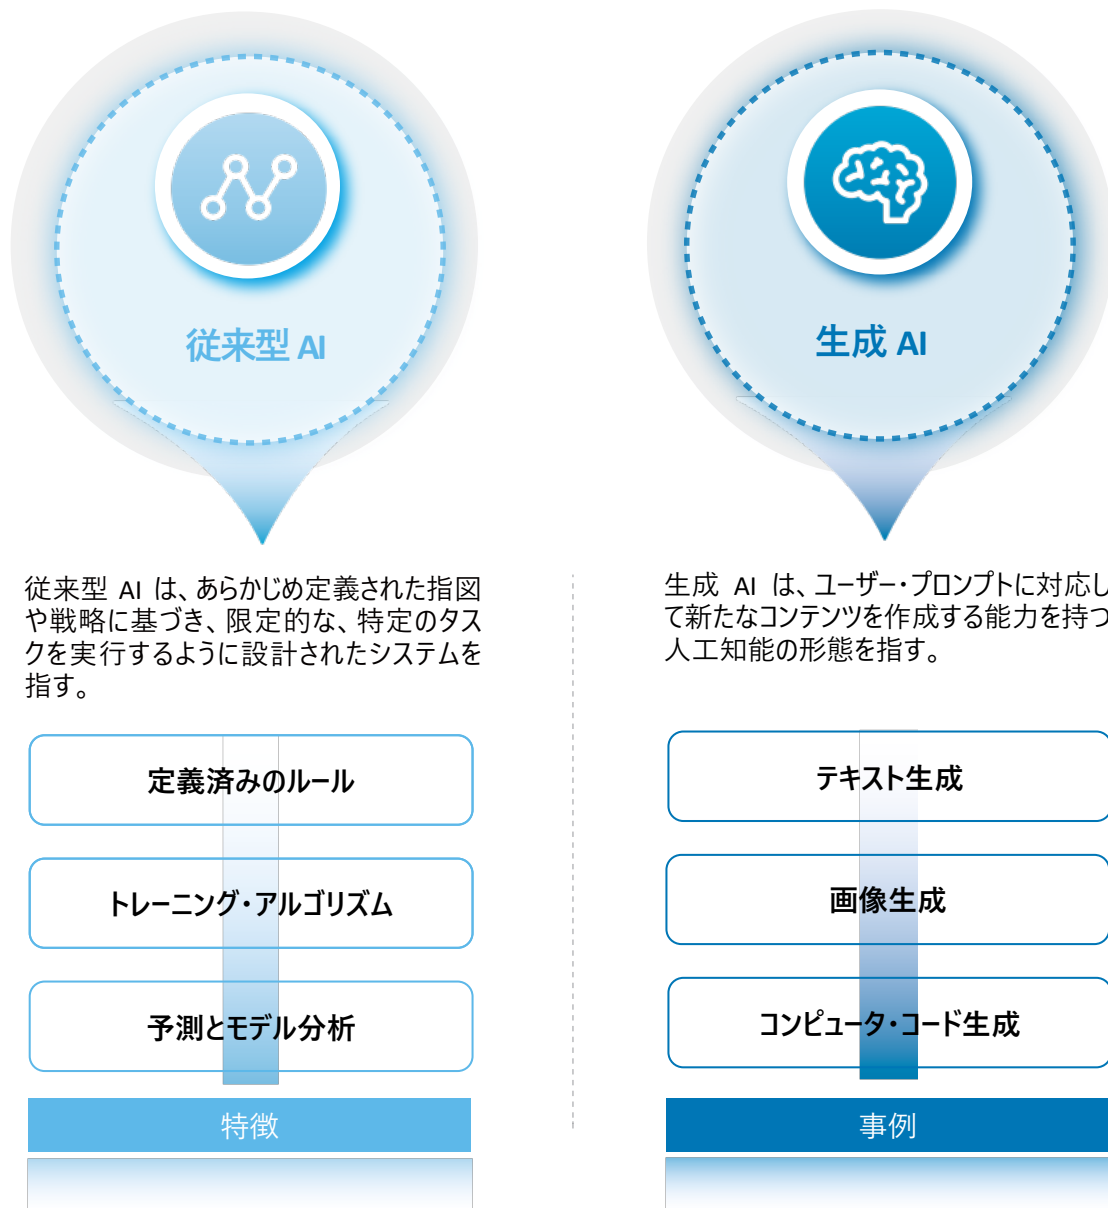 従来型 AI
従来型 AI は、あらかじめ定義された指図
や戦略に基づき、限定的な、特定のタス
クを実行するように設計されたシステムを
指す。
定義済みのルール
トレーニング・アルゴリズム
予測とモデル分析
特徴
生成 AI
生成 AI は、ユーザー・プロンプトに対応し
て新たなコンテンツを作成する能力を持つ
人工知能の形態を指す。
テキスト生成
画像生成
コンピュータ・コード生成
事例